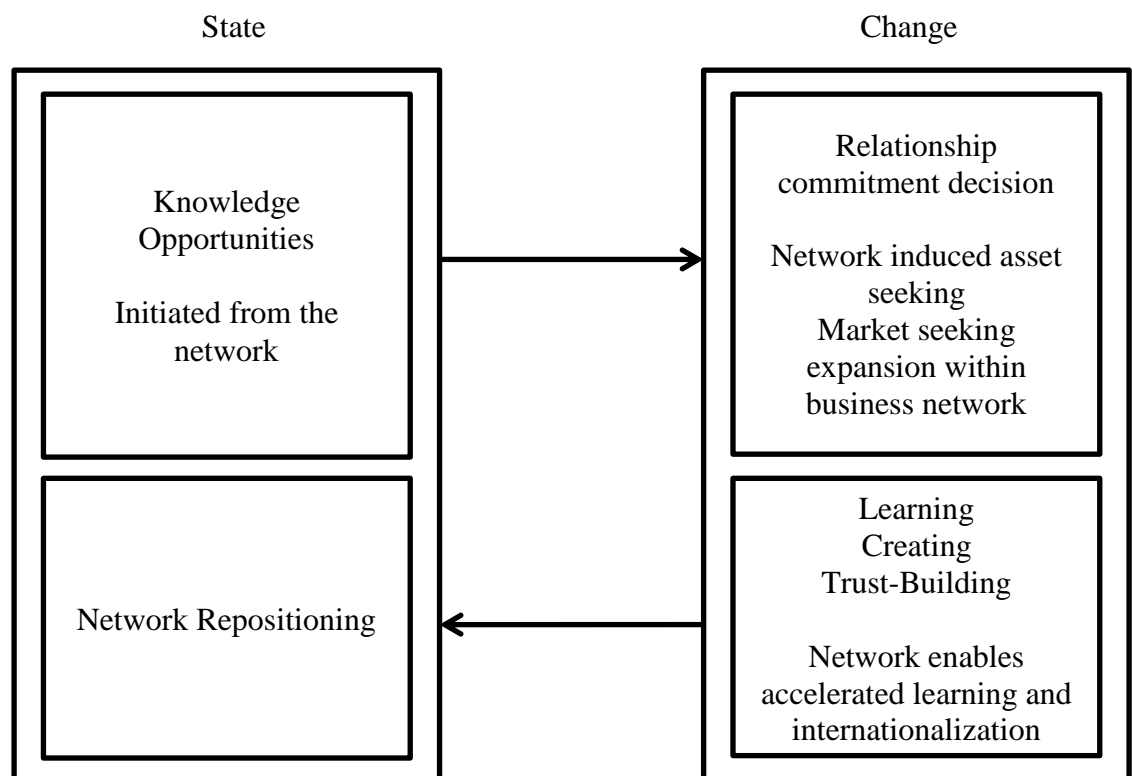 State
Change
Knowledge
Opportunities
Initiated from the
network
Relationship
commitment decision
Network induced asset
seeking
Market seeking
expansion within
business network
Network Repositioning
Learning
Creating
Trust-Building
Network enables
accelerated learning and
internationalization